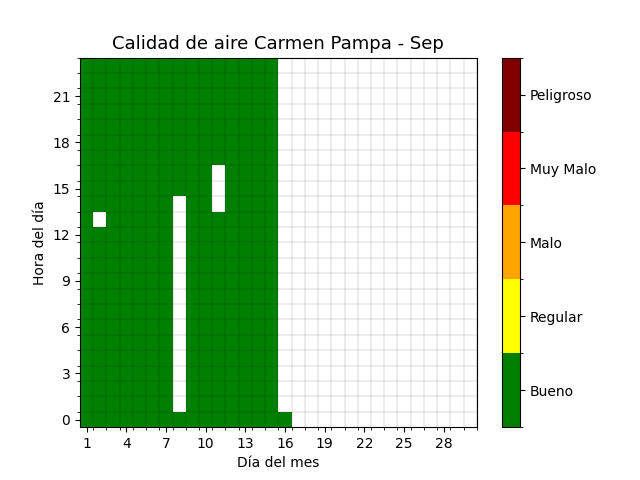 Calidad de aire Carmen Pampa - Sep
Hora del día
21
18
15
12
9
6
3
0
1 4 7 10 13 16 19 22 25 28
Día del mes
Peligroso
Muy Malo
Malo
Regular
Bueno